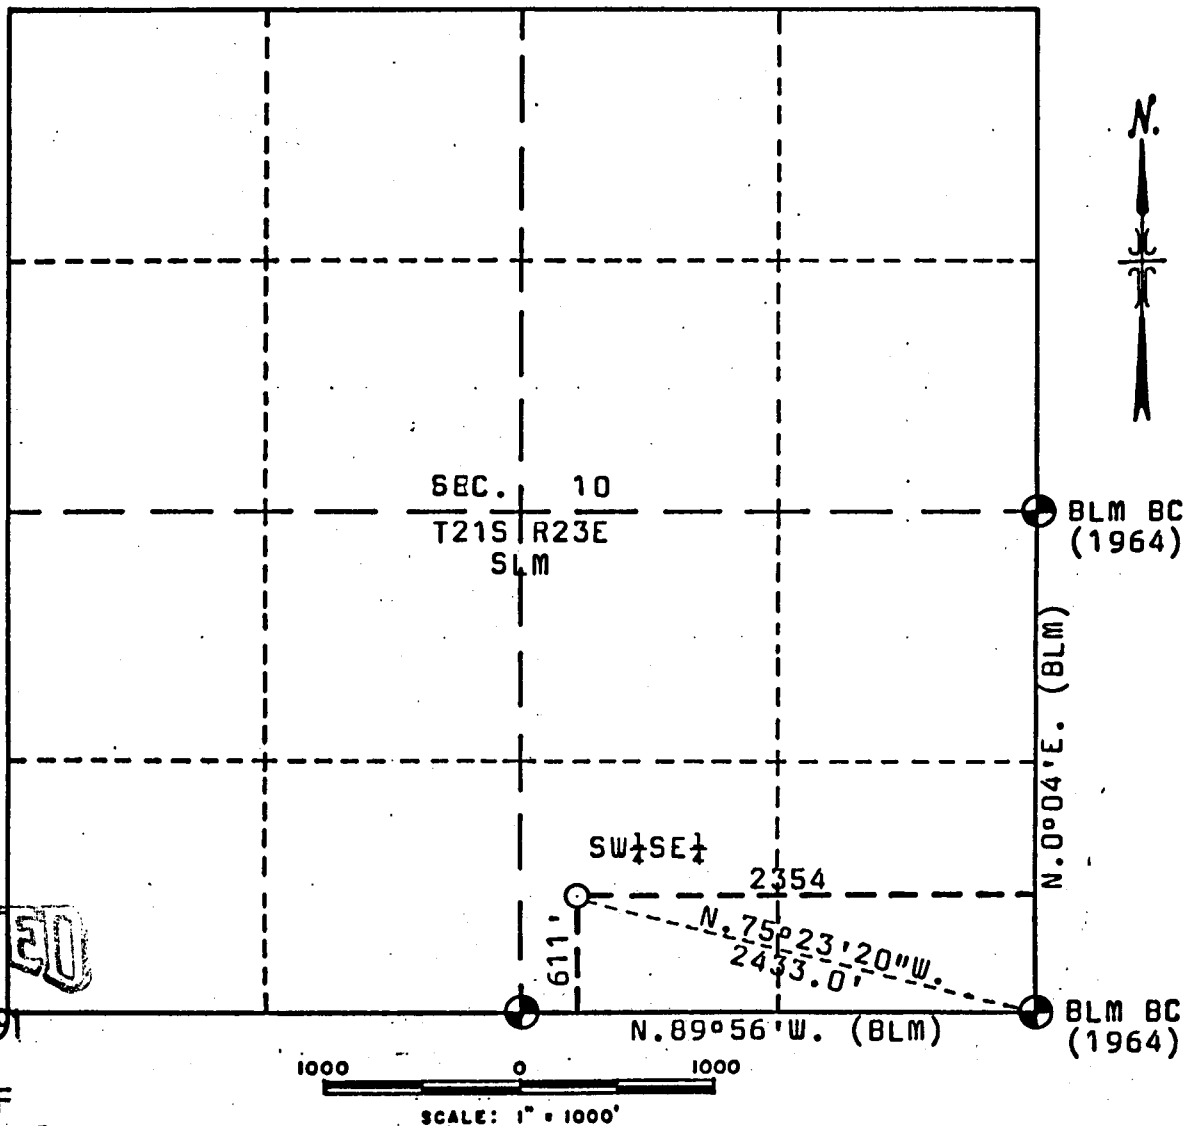 N.
SEC. 10
T21S R23E
SLM
BLM BC
(1964)
N.0°04'E. (BLM)
SW¼SE¼
2354
611'
N.75°23'20"W.
2433.0'
N.89°56'W. (BLM)
BLM BC
(1964)
1000 0 1000
SCALE: 1" = 1000'